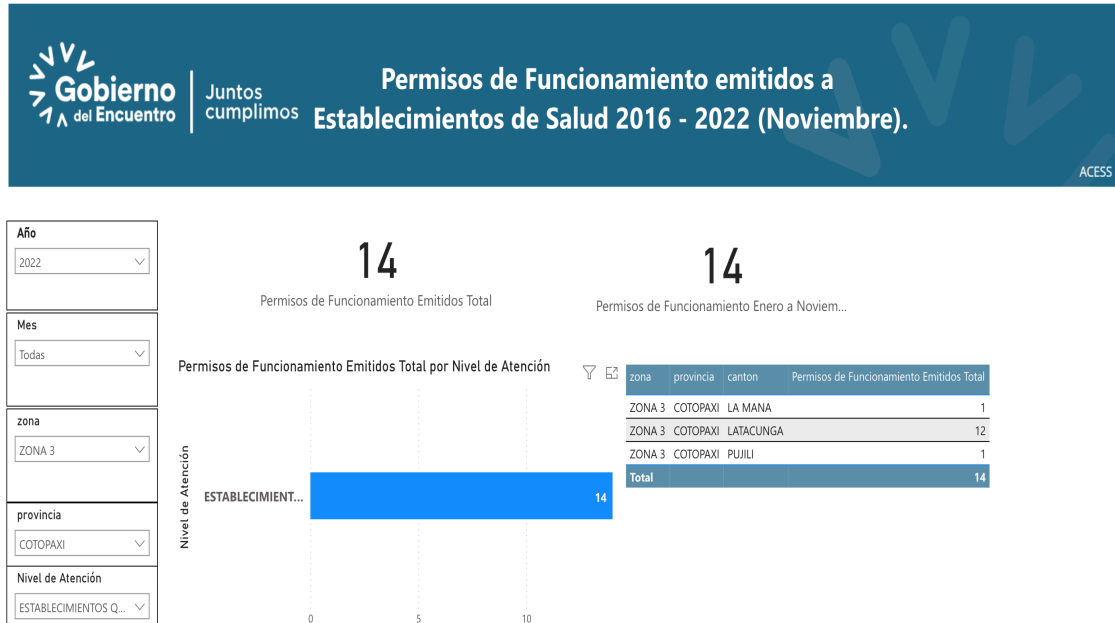 Gobierno
del Encuentro
Juntos
cumplimos
Permisos de Funcionamiento emitidos a
Establecimientos de Salud 2016 - 2022 (Noviembre).
ACESS
Año
2022
Mes
Todas
zona
ZONA 3
provincia
COTOPAXI
Nivel de Atención
ESTABLECIMIENTOS Q...
14
Permisos de Funcionamiento Emitidos Total
14
Permisos de Funcionamiento Enero a Noviem...
Permisos de Funcionamiento Emitidos Total por Nivel de Atención
Nivel de Atención
ESTABLECIMIENT...
14
0 5 10
zona provincia canton Permisos de Funcionamiento Emitidos Total
ZONA 3 COTOPAXI LA MANA 1
ZONA 3 COTOPAXI LATACUNGA 12
ZONA 3 COTOPAXI PUJILI 1
Total 14